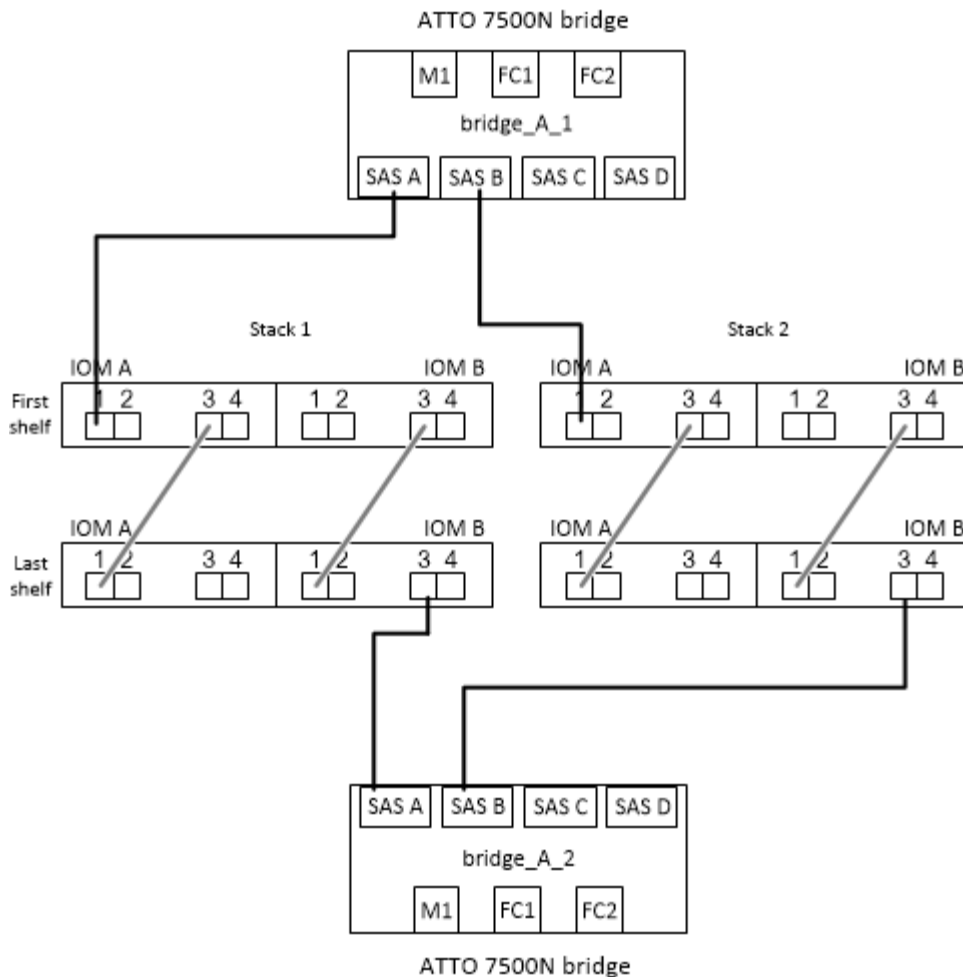 ATTO 7500N bridge
M1 FC1 FC2
bridge_A_1
SAS A SAS B SAS C SAS D
Stack 1 Stack 2
IOM A IOM B IOM A IOM B
First shelf 1 2 3 4 1 2 3 4 1 2 3 4 1 2 3 4
IOM A IOM B IOM A IOM B
Last shelf 1 2 3 4 1 2 3 4 1 2 3 4 1 2 3 4
SAS A SAS B SAS C SAS D
bridge_A_2
M1 FC1 FC2
ATTO 7500N bridge